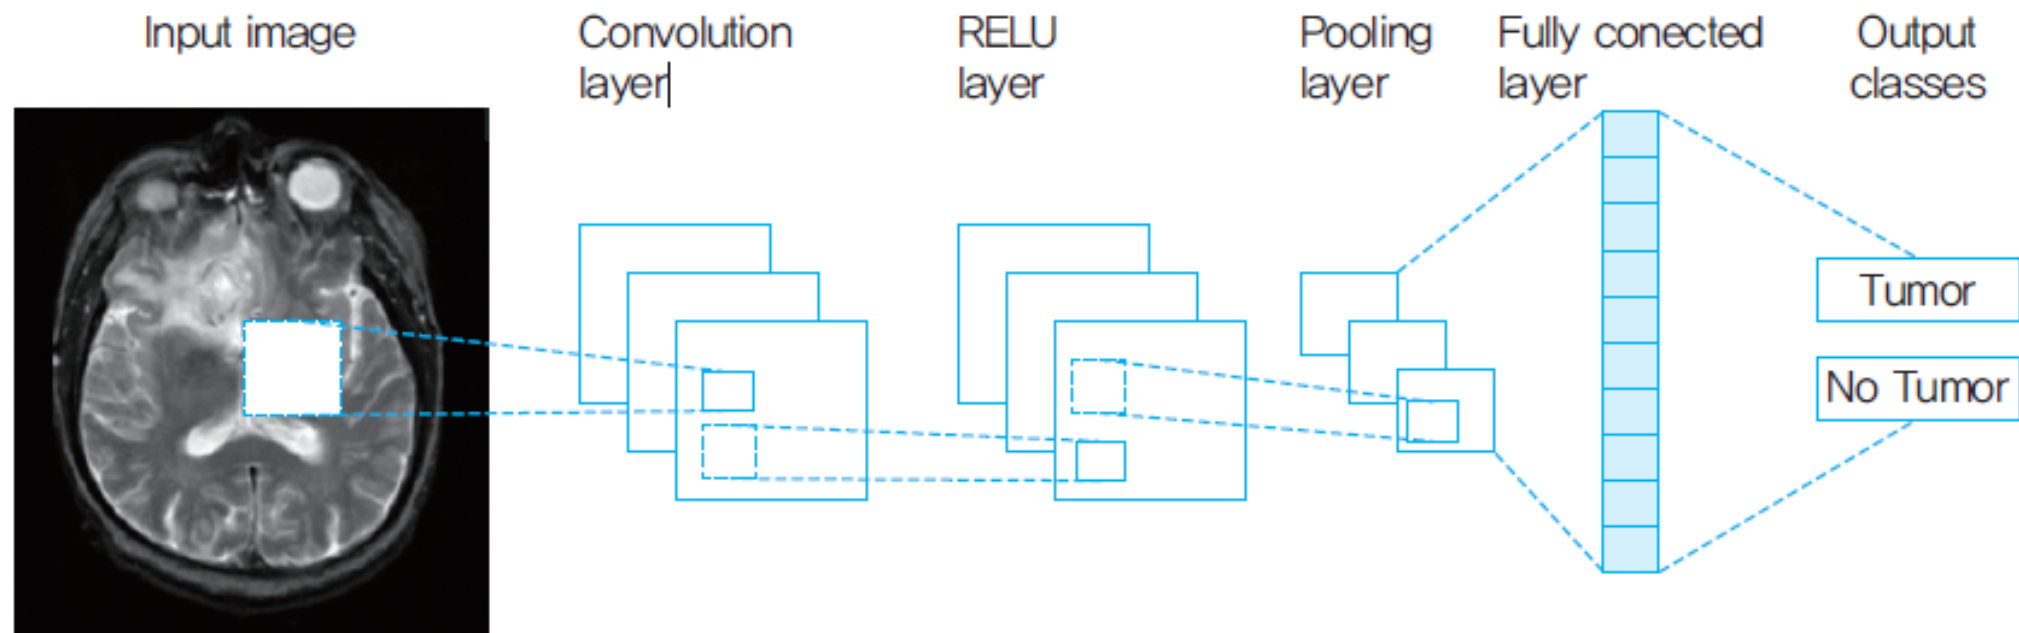 Input image
Convolution
layer
RELU
layer
Pooling
layer
Fully conected
layer
Output
classes
Tumor
No Tumor